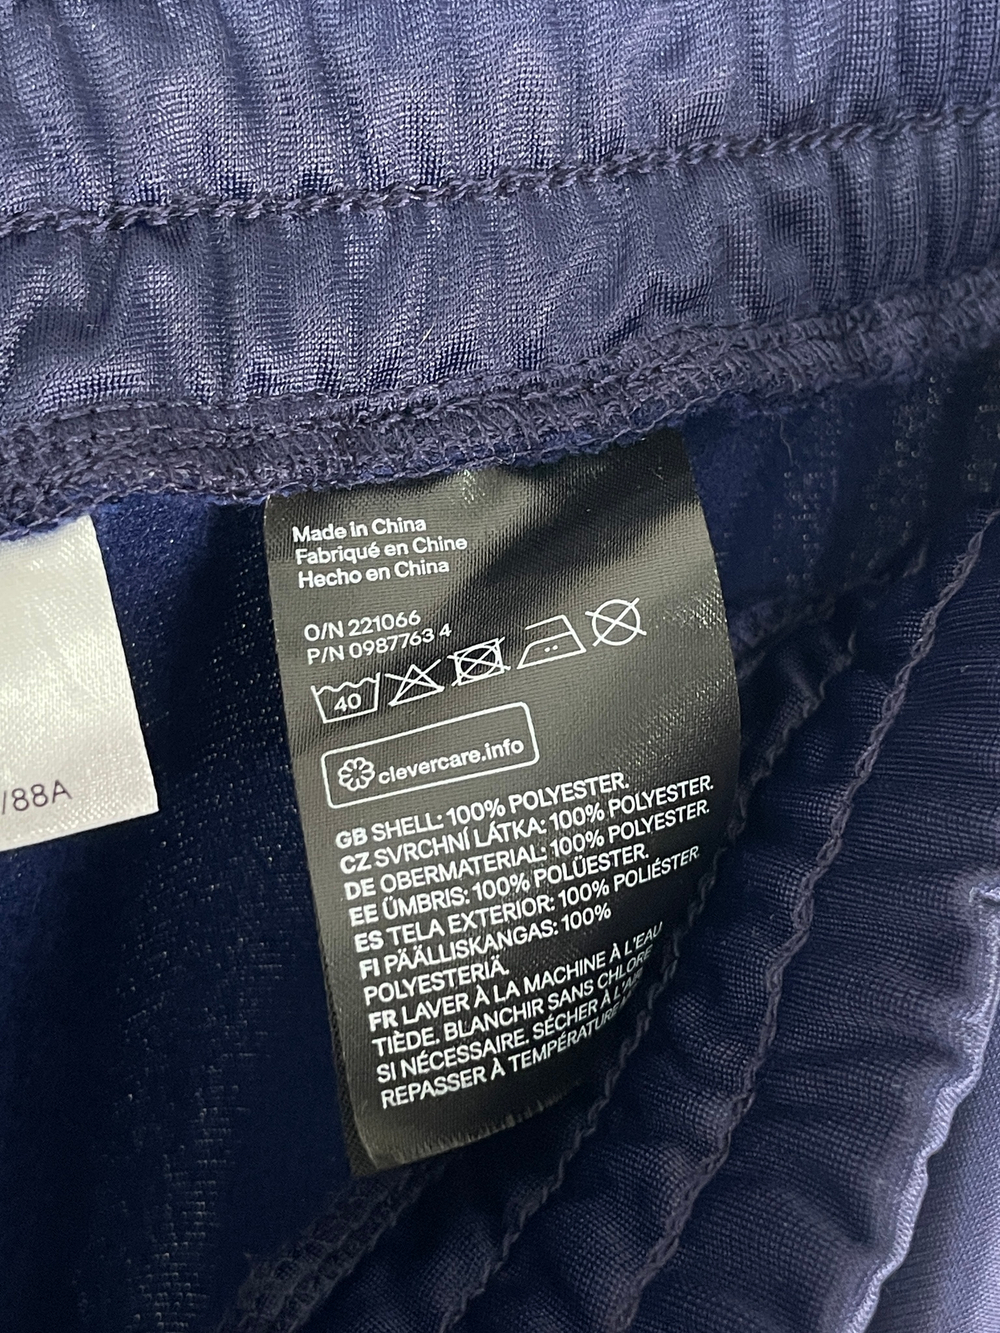 Made in China
Fabriqué en Chine
Hecho en China
O/N 221066
P/N 0987763 4
40
clevercare.info
GB SHELL: 100% POLYESTER.
CZ SVRCHNÍ LÁTKA: 100% POLYESTER.
DE OBERMATERIAL: 100% POLYESTER.
EE ÜMBRIS: 100% POLÜESTER.
ES TELA EXTERIOR: 100% POLIÉSTER.
FI PÄÄLLISKANGAS: 100%
POLYESTERIÄ.
FR LAVER À LA MACHINE À L'EAU
TIÈDE. BLANCHIR SANS CHLORE
SI NÉCESSAIRE. SÉCHER À L'AIR
REPASSER À TEMPÉRATURE
/88A